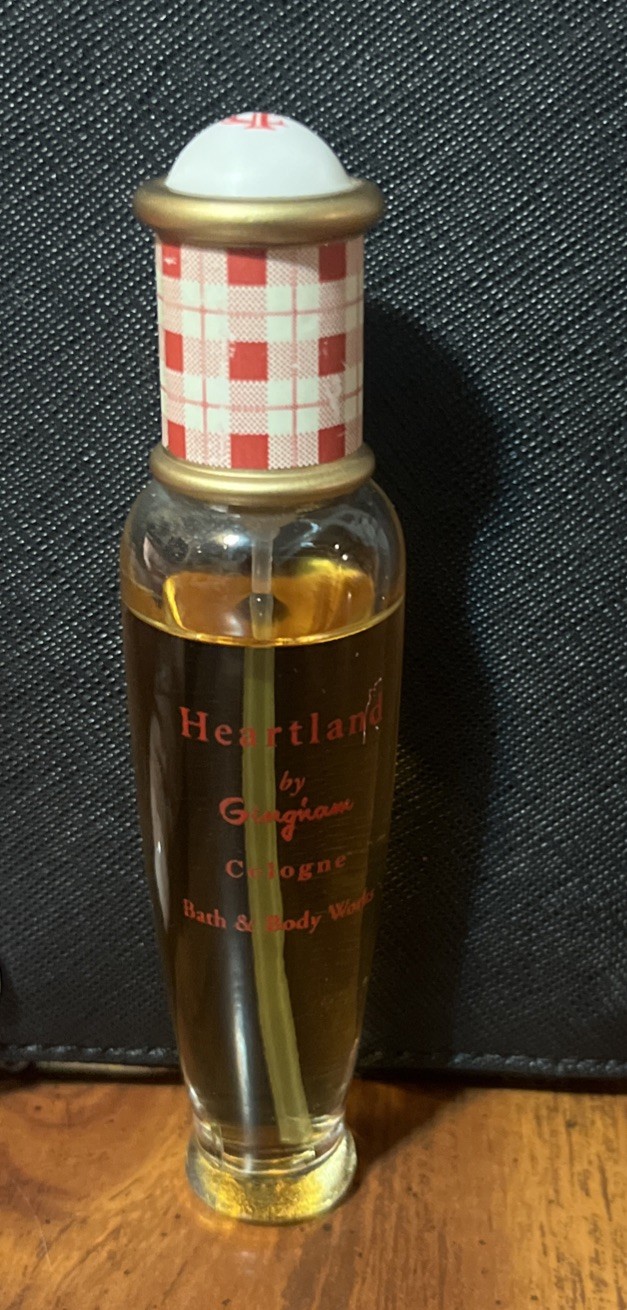 Heartland
by
Gingham
Cologne
Bath & Body Works